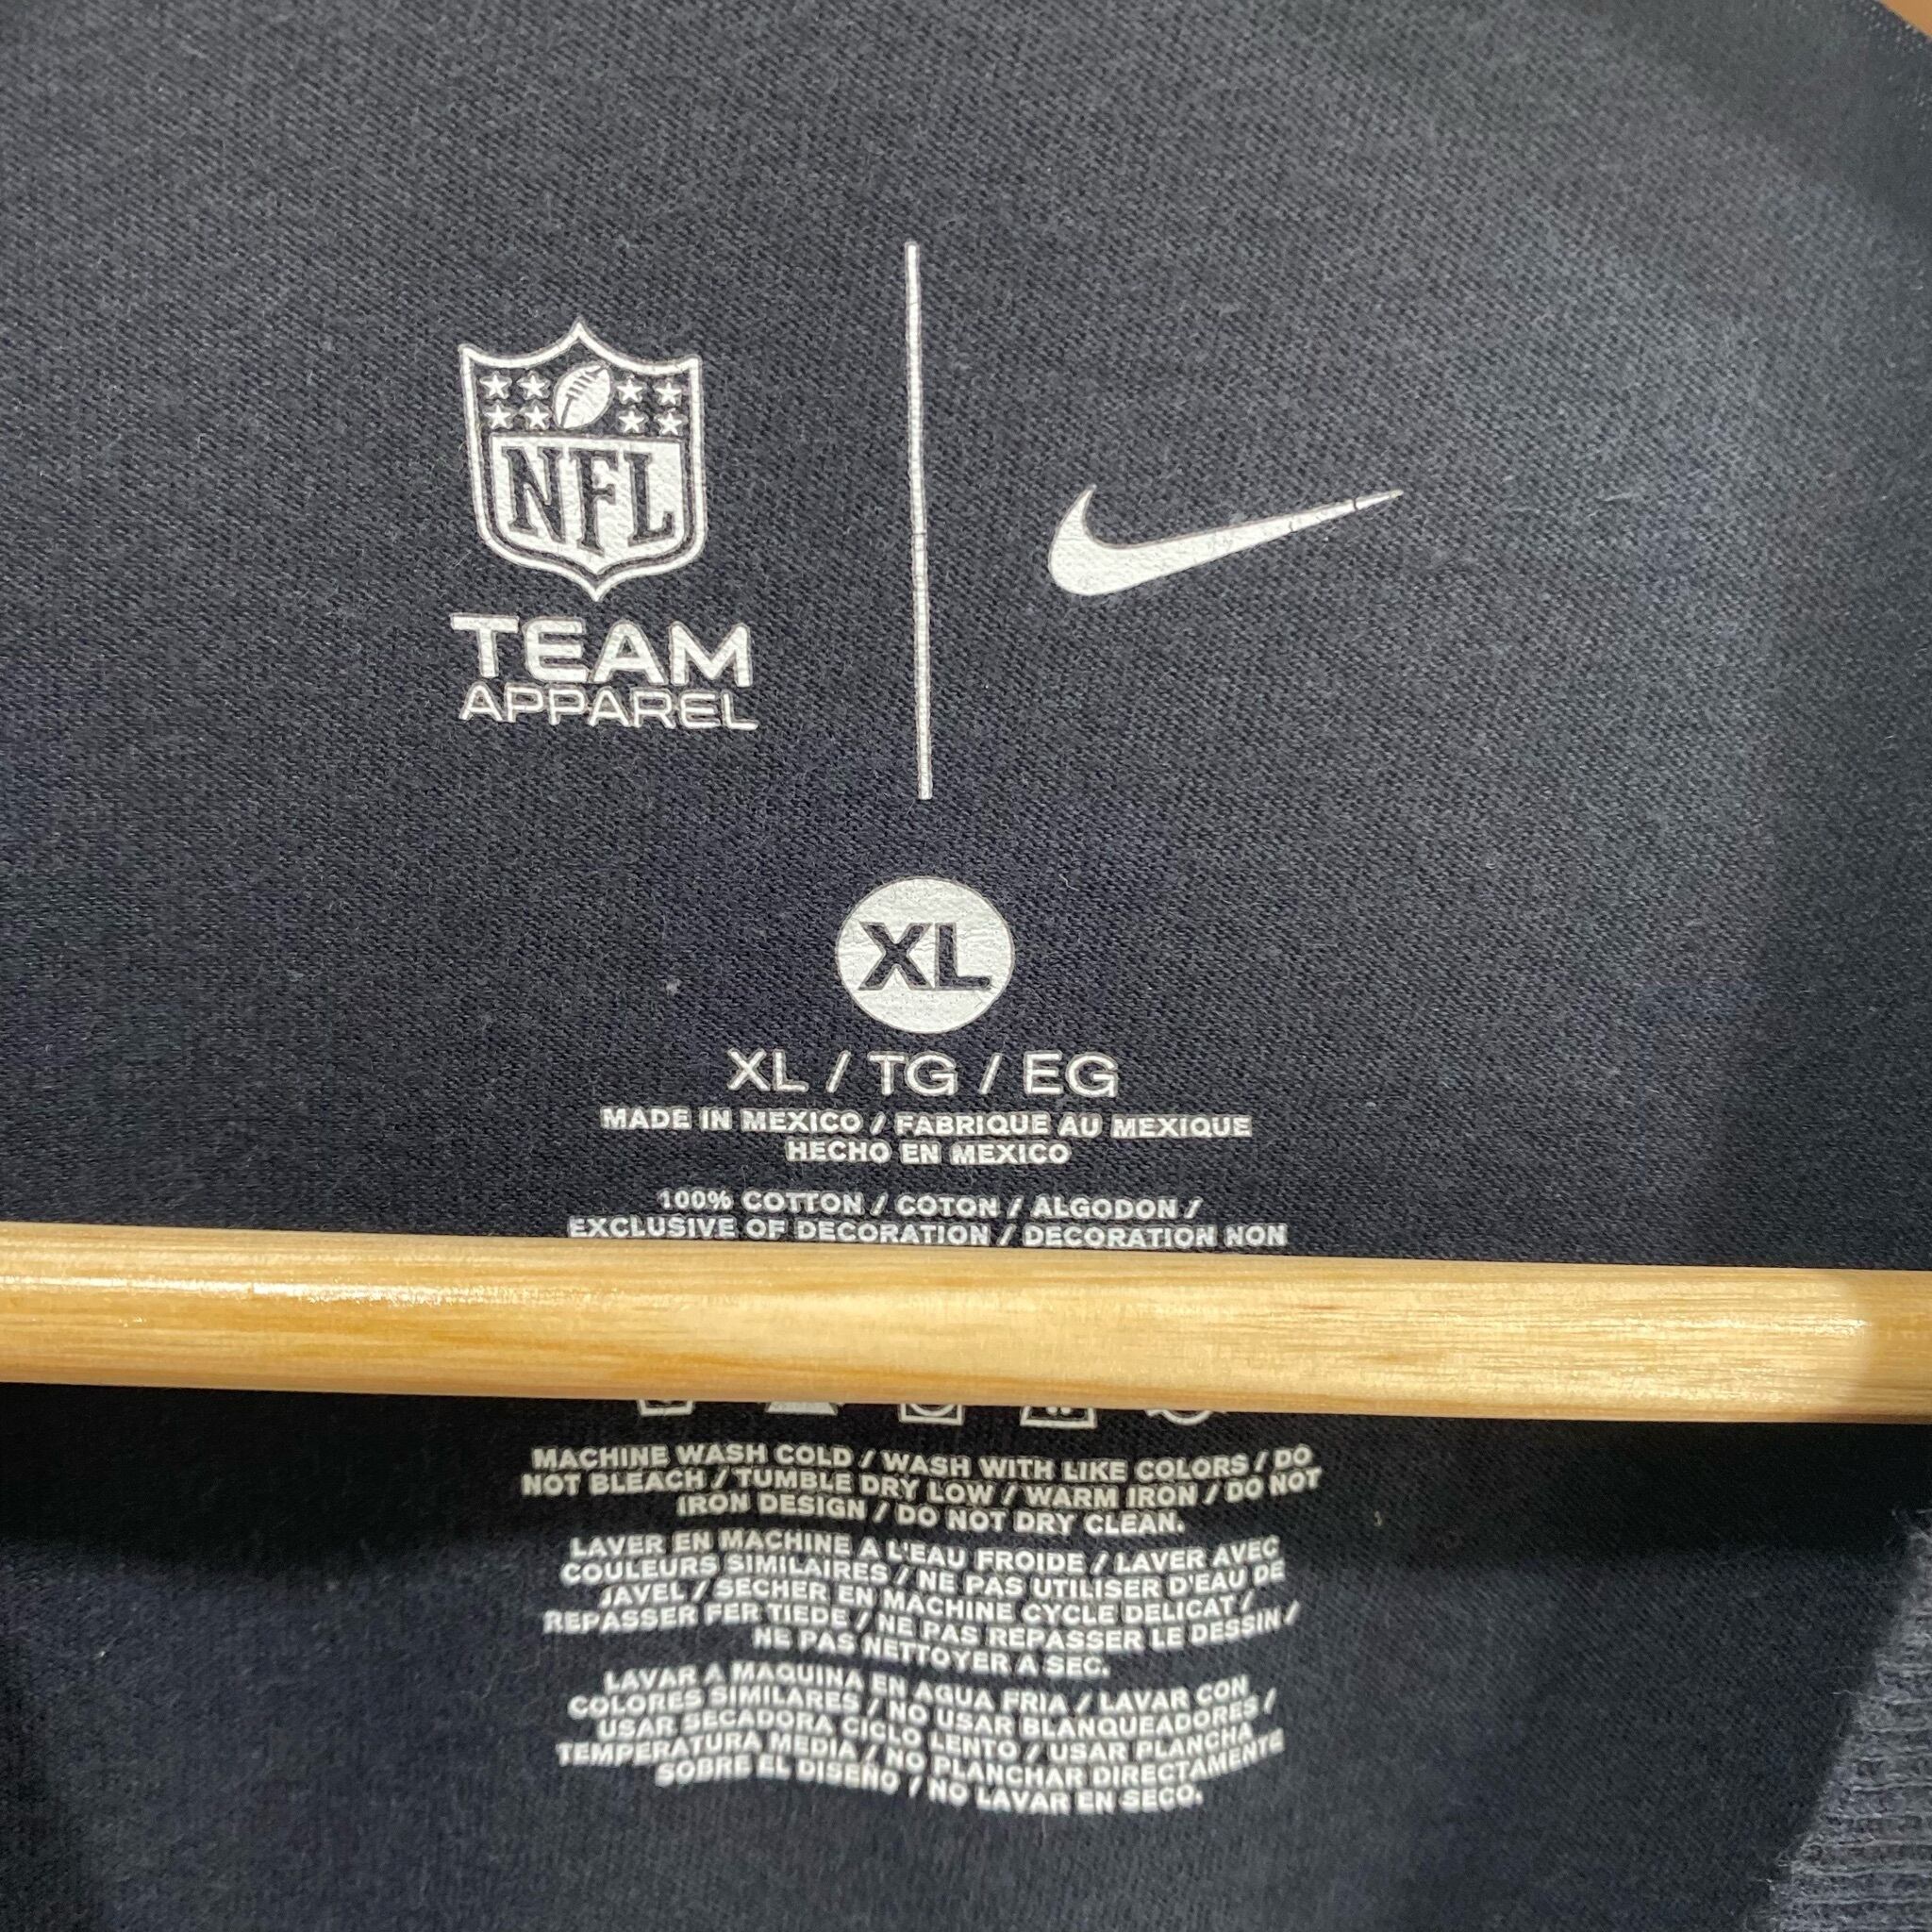 NFL
TEAM
APPAREL
XL
XL / TG / EG
MADE IN MEXICO / FABRIQUE AU MEXIQUE
HECHO EN MEXICO
100% COTTON / COTON / ALGODON /
EXCLUSIVE OF DECORATION / DECORATION NON
MACHINE WASH COLD / WASH WITH LIKE COLORS / DO
NOT BLEACH / TUMBLE DRY LOW / WARM IRON / DO NOT
IRON DESIGN / DO NOT DRY CLEAN.
LAVER EN MACHINE A L'EAU FROIDE / LAVER AVEC
COULEURS SIMILAIRES / NE PAS UTILISER D'EAU DE
JAVEL / SECHER EN MACHINE CYCLE DELICAT /
REPASSER FER TIEDE / NE PAS REPASSER LE DESSIN /
NE PAS NETTOYER A SEC.
LAVAR A MAQUINA EN AGUA FRIA / LAVAR CON
COLORES SIMILARES / NO USAR BLANQUEADORES /
USAR SECADORA CICLO LENTO / USAR PLANCHA
TEMPERATURA MEDIA / NO PLANCHAR DIRECTAMENTE
SOBRE EL DISEÑO / NO LAVAR EN SECO.